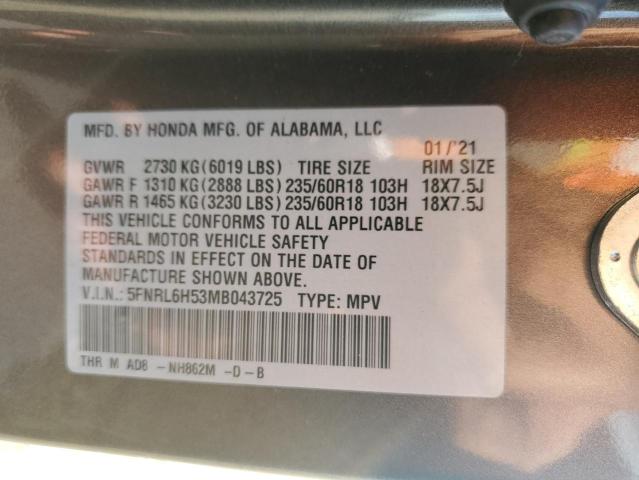 MFD. BY HONDA MFG. OF ALABAMA, LLC
01/'21
GVWR 2730 KG (6019 LBS) TIRE SIZE RIM SIZE
GAWR F 1310 KG (2888 LBS) 235/60R18 103H 18X7.5J
GAWR R 1465 KG (3230 LBS) 235/60R18 103H 18X7.5J
THIS VEHICLE CONFORMS TO ALL APPLICABLE
FEDERAL MOTOR VEHICLE SAFETY
STANDARDS IN EFFECT ON THE DATE OF
MANUFACTURE SHOWN ABOVE.
V.I.N.: 5FNRL6H53MB043725 TYPE: MPV
THR M AD8 - NH862M - D - B